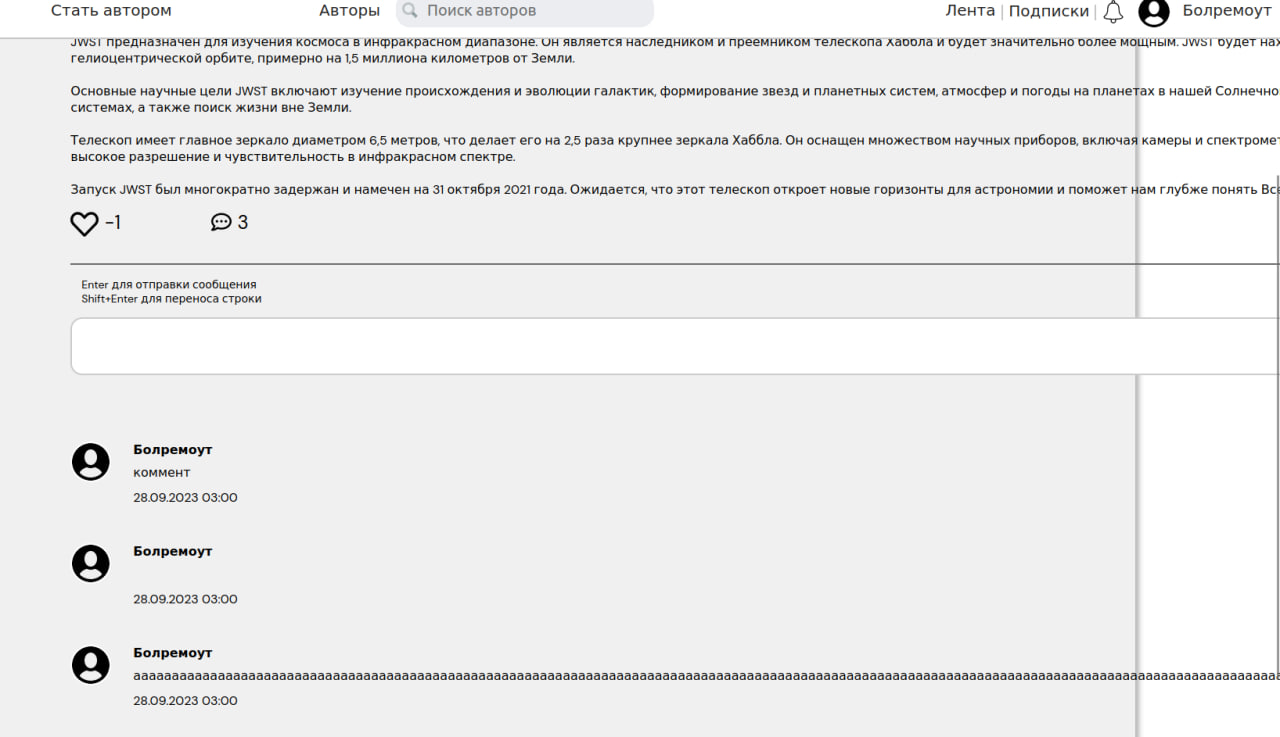 Стать автором Авторы Поиск авторов Лента | Подписки | Болремоут
JWST предназначен для изучения космоса в инфракрасном диапазоне. Он является наследником и преемником телескопа Хаббла и будет значительно более мощным. JWST будет нах
гелиоцентрической орбите, примерно на 1,5 миллиона километров от Земли.
Основные научные цели JWST включают изучение происхождения и эволюции галактик, формирование звезд и планетных систем, атмосфер и погоды на планетах в нашей Солнечно
системах, а также поиск жизни вне Земли.
Телескоп имеет главное зеркало диаметром 6,5 метров, что делает его на 2,5 раза крупнее зеркала Хаббла. Он оснащен множеством научных приборов, включая камеры и спектромет
высокое разрешение и чувствительность в инфракрасном спектре.
Запуск JWST был многократно задержан и намечен на 31 октября 2021 года. Ожидается, что этот телескоп откроет новые горизонты для астрономии и поможет нам глубже понять Все
-1 3
Enter для отправки сообщения
Shift+Enter для переноса строки
Болремоут
коммент
28.09.2023 03:00
Болремоут
28.09.2023 03:00
Болремоут
28.09.2023 03:00